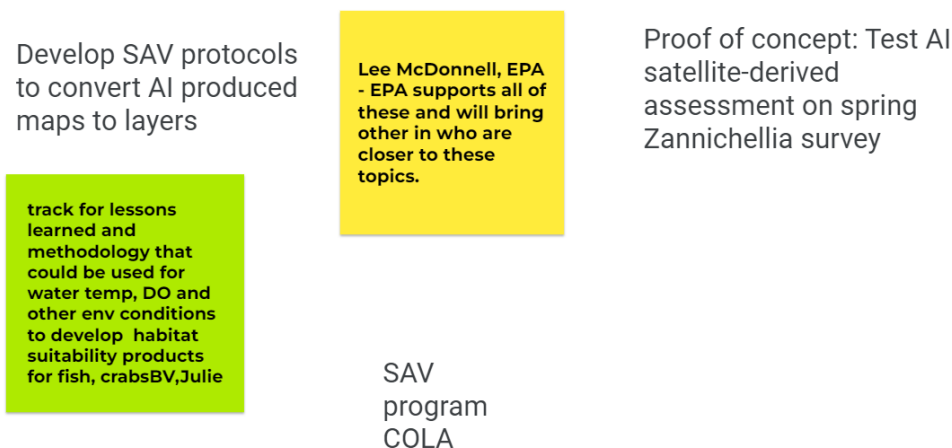 Develop SAV protocols
to convert AI produced
maps to layers
Lee McDonnell, EPA
- EPA supports all of
these and will bring
other in who are
closer to these
topics.
Proof of concept: Test AI
satellite-derived
assessment on spring
Zannichellia survey
track for lessons
learned and
methodology that
could be used for
water temp, DO and
other env conditions
to develop habitat
suitability products
for fish, crabsBV,Julie
SAV
program
COLA